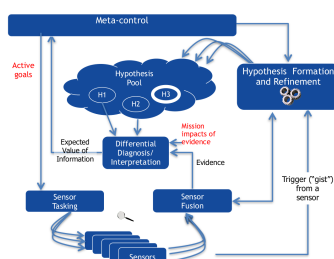 Meta-control
Active
goals
Hypothesis
Pool
H1
H2
H3
Hypothesis Formation
and Refinement
Mission
impacts of
evidence
Expected
Value of
Information
Differential
Diagnosis/
Interpretation
Evidence
Trigger ("gist")
from a
sensor
Sensor
Tasking
Sensor
Fusion
Sensors